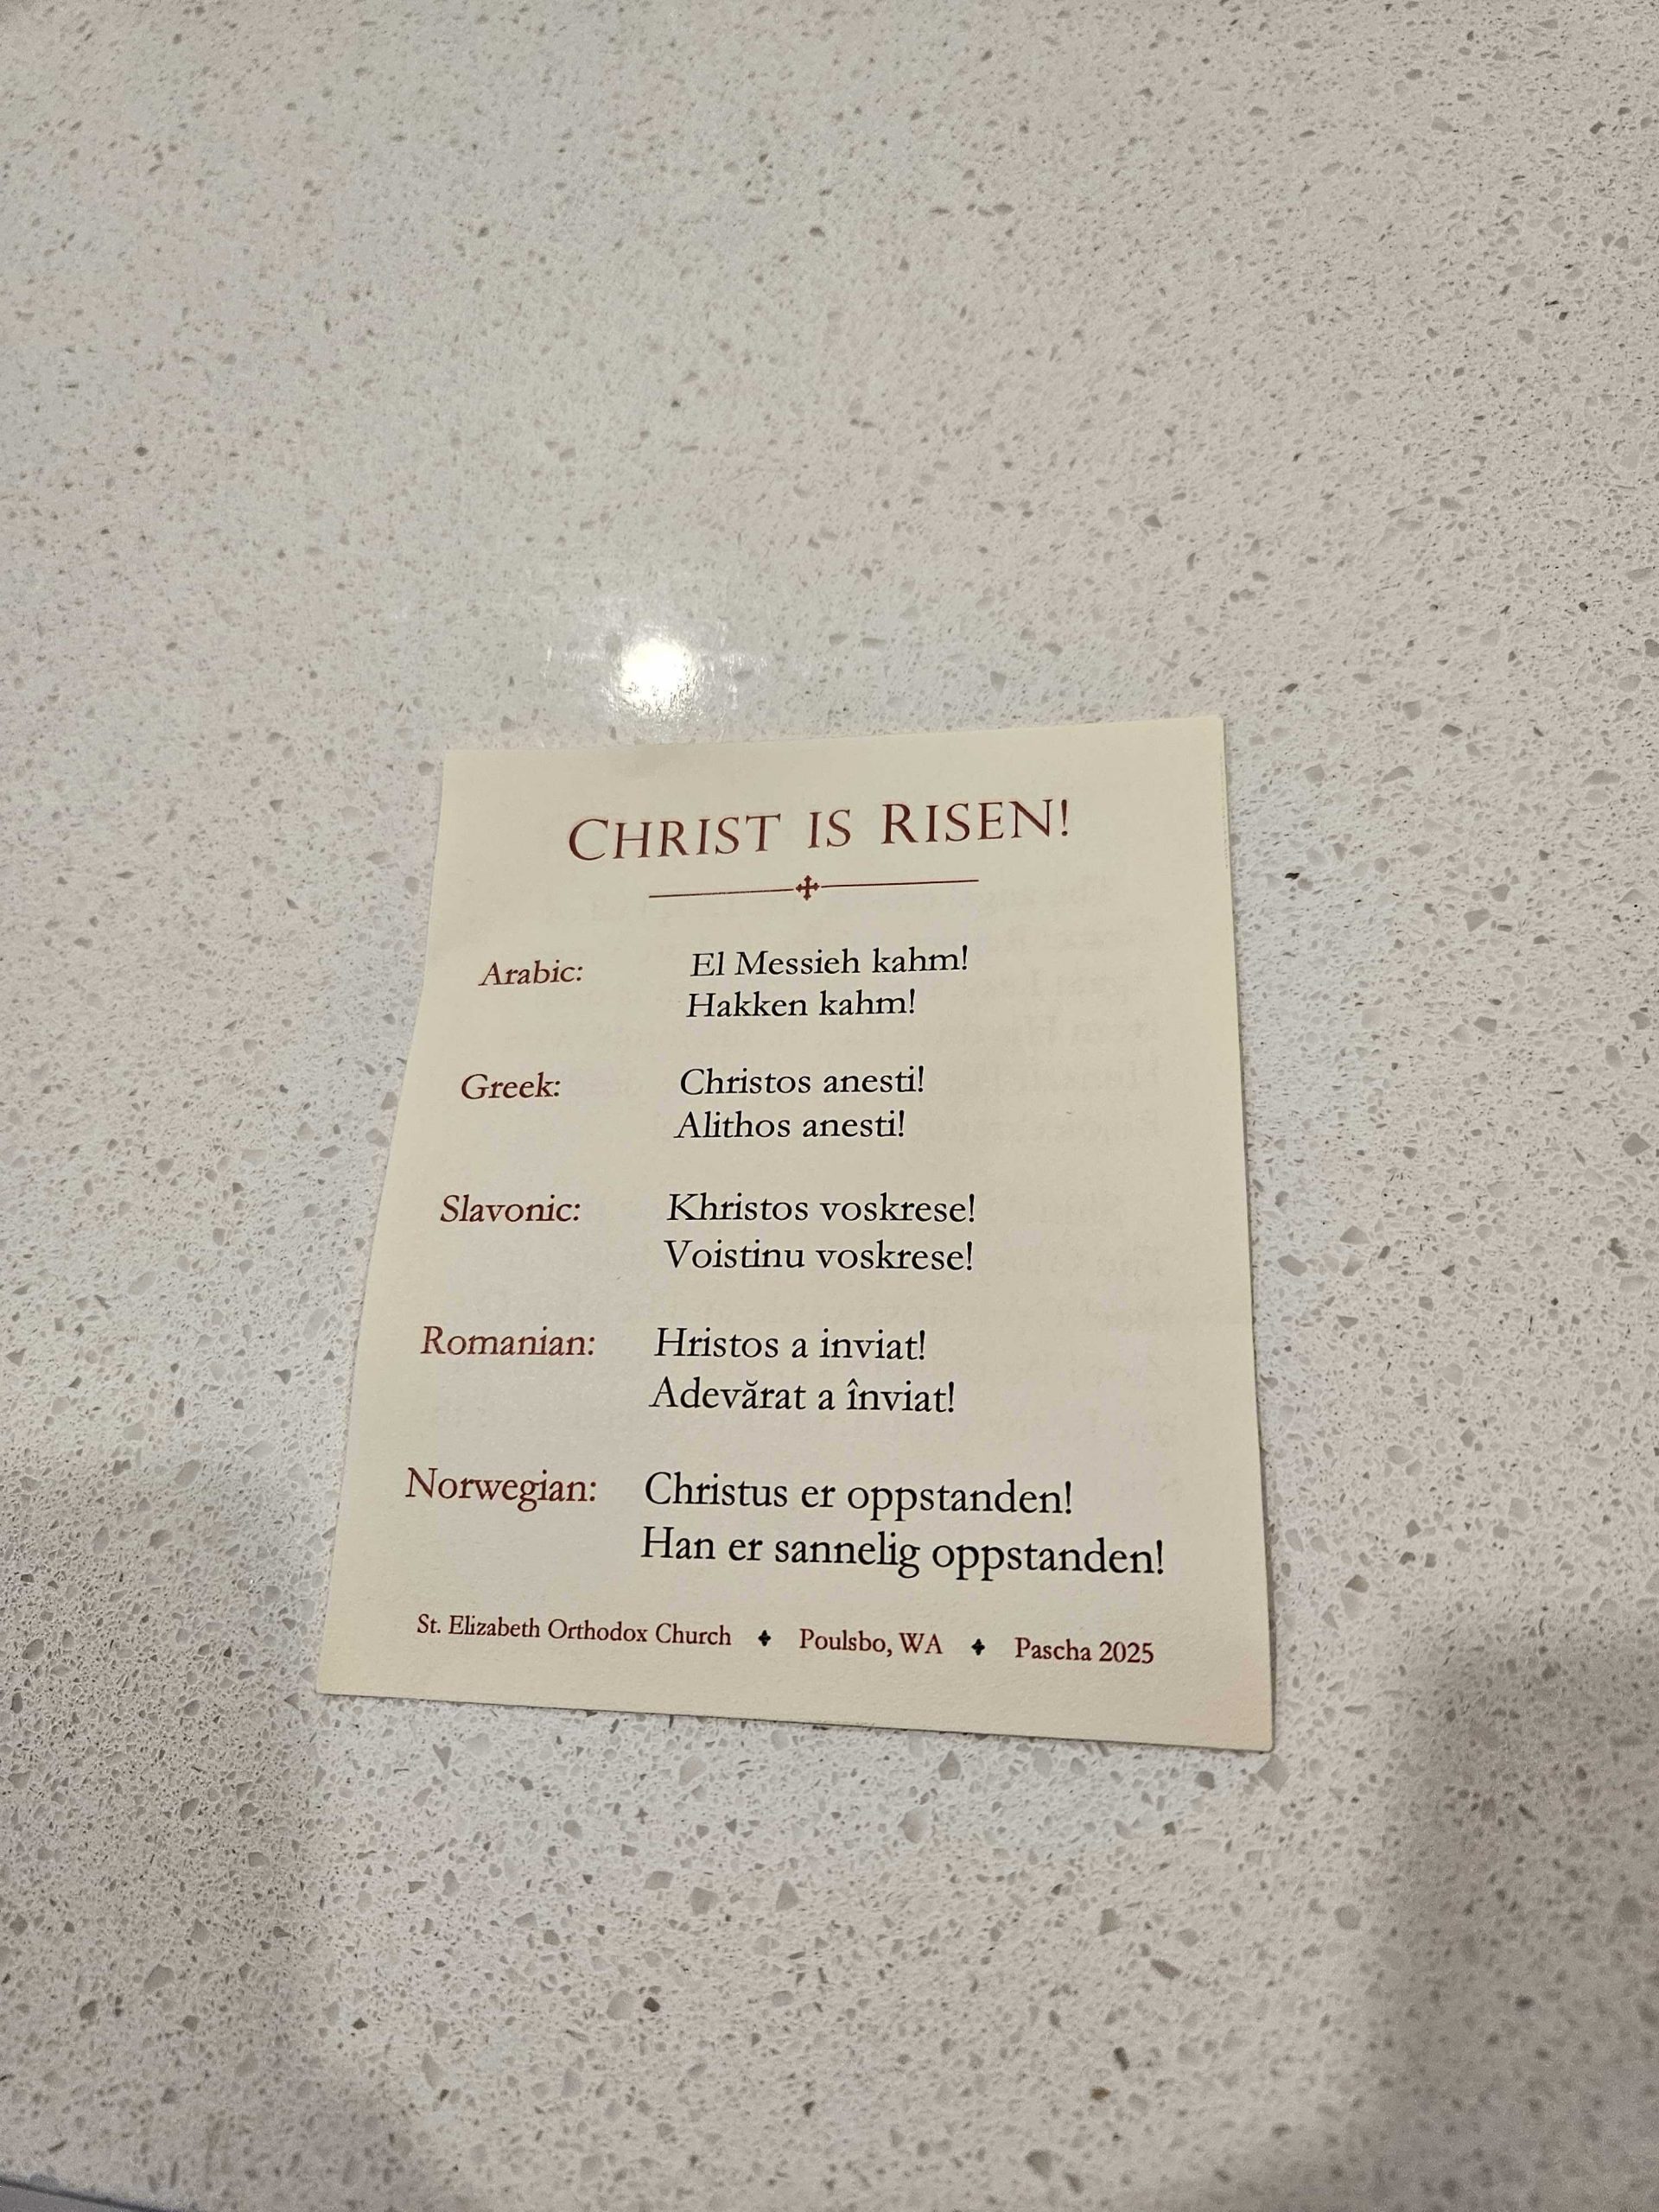 CHRIST IS RISEN!
Arabic: El Messieh kahm!
Hakken kahm!
Greek: Christos anesti!
Alithos anesti!
Slavonic: Khristos voskrese!
Voistinu voskrese!
Romanian: Hristos a inviat!
Adevărat a înviat!
Norwegian: Christus er oppstanden!
Han er sannelig oppstanden!
St. Elizabeth Orthodox Church ✦ Poulsbo, WA ✦ Pascha 2025